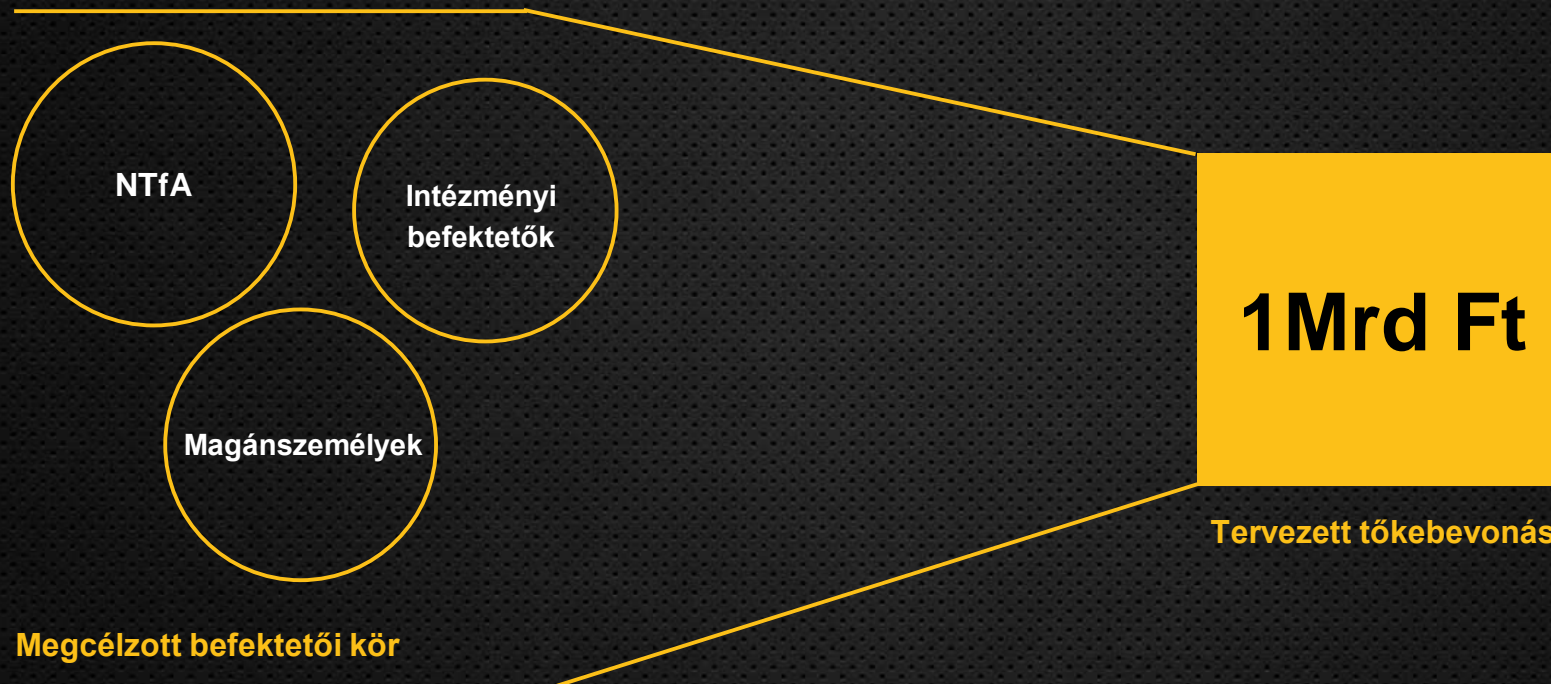 NTfA
Intézményi
befektetők
Magánszemélyek
Megcélzott befektetői kör
1Mrd Ft
Tervezett tőkebevonás